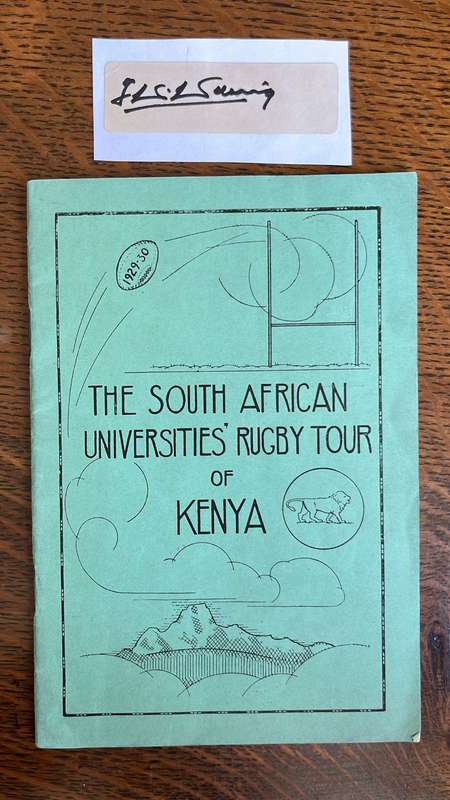 1929-30
THE SOUTH AFRICAN
UNIVERSITIES' RUGBY TOUR
OF
KENYA